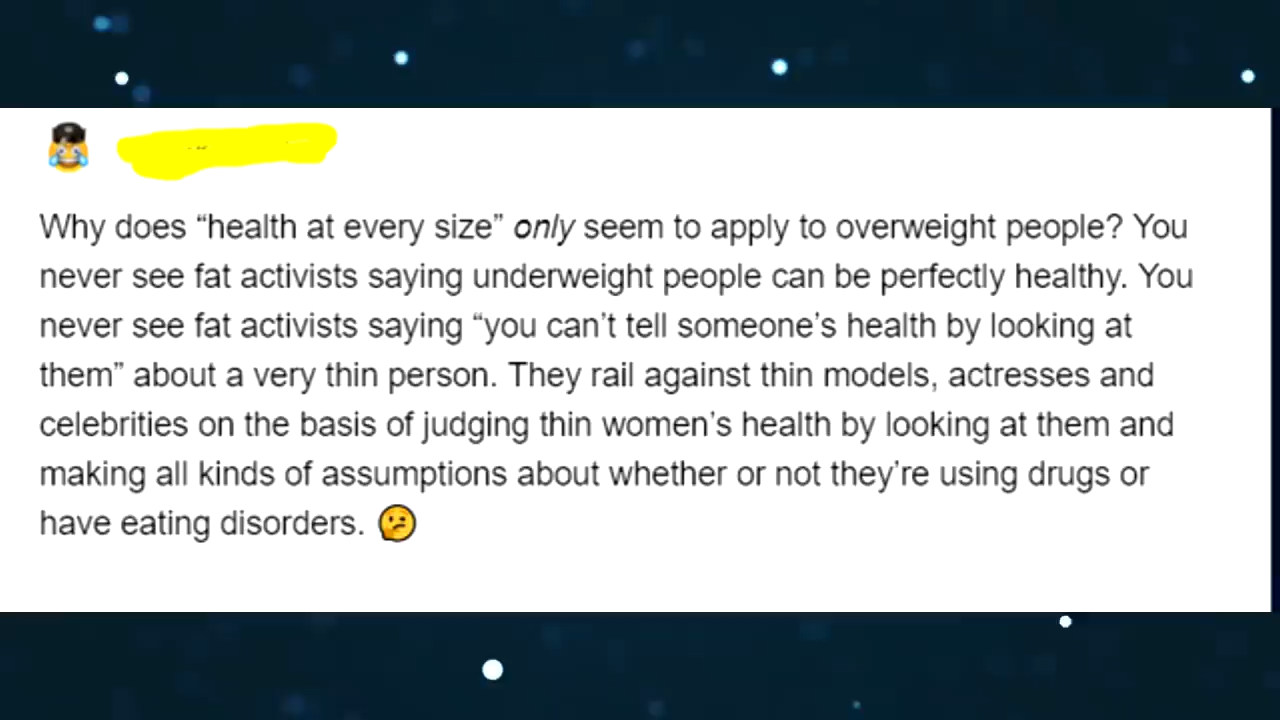 Why does “health at every size” only seem to apply to overweight people? You
never see fat activists saying underweight people can be perfectly healthy. You
never see fat activists saying “you can’t tell someone’s health by looking at
them” about a very thin person. They rail against thin models, actresses and
celebrities on the basis of judging thin women’s health by looking at them and
making all kinds of assumptions about whether or not they’re using drugs or
have eating disorders. 🤔